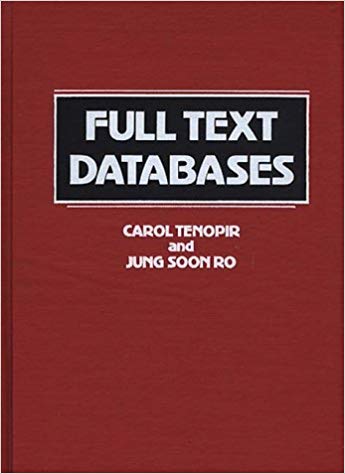 FULL TEXT
DATABASES
CAROL TENOPIR
and
JUNG SOON RO